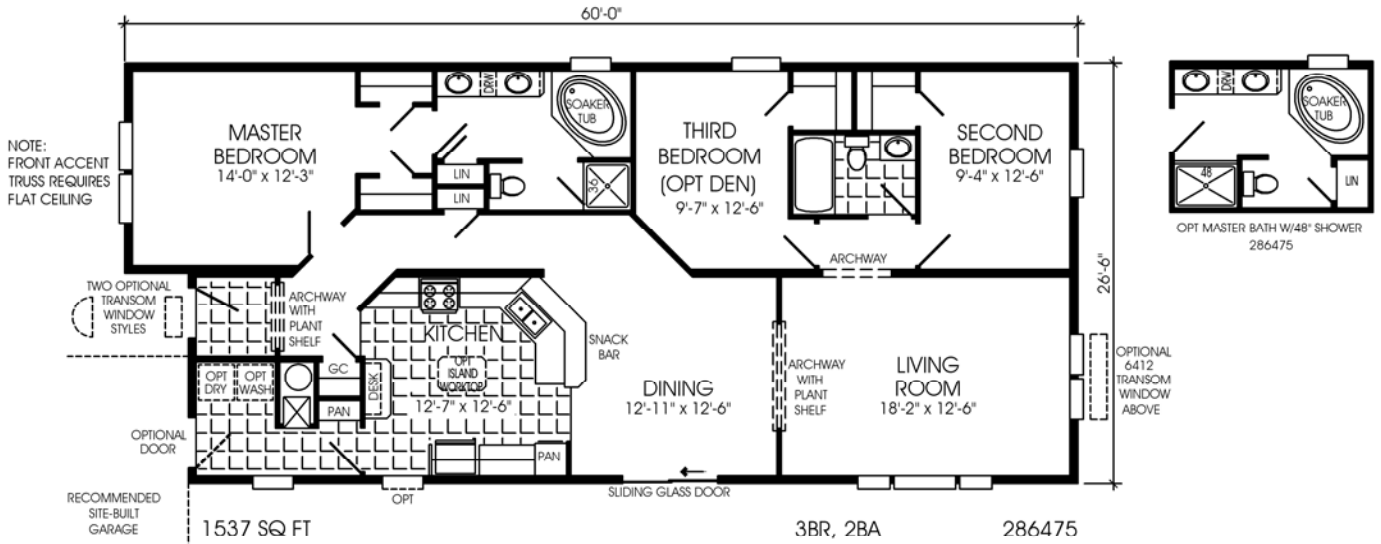 60'-0"
NOTE:
FRONT ACCENT
TRUSS REQUIRES
FLAT CEILING
MASTER
BEDROOM
14'-0" x 12'-3"
DRW
SOAKER
TUB
LIN
LIN
36
THIRD
BEDROOM
(OPT DEN)
9'-7" x 12'-6"
SECOND
BEDROOM
9'-4" x 12'-6"
ARCHWAY
26'-6"
DRW
SOAKER
TUB
48
LIN
OPT MASTER BATH W/48" SHOWER
286475
TWO OPTIONAL
TRANSOM
WINDOW
STYLES
ARCHWAY
WITH
PLANT
SHELF
KITCHEN
OPT
ISLAND
WORKTOP
12'-7" x 12'-6"
SNACK
BAR
GC
DESK
PAN
OPT
DRY
OPT
WASH
PAN
DINING
12'-11" x 12'-6"
ARCHWAY
WITH
PLANT
SHELF
LIVING
ROOM
18'-2" x 12'-6"
OPTIONAL
6412
TRANSOM
WINDOW
ABOVE
OPTIONAL
DOOR
RECOMMENDED
SITE-BUILT
GARAGE
OPT
SLIDING GLASS DOOR
1537 SQ FT
3BR, 2BA
286475